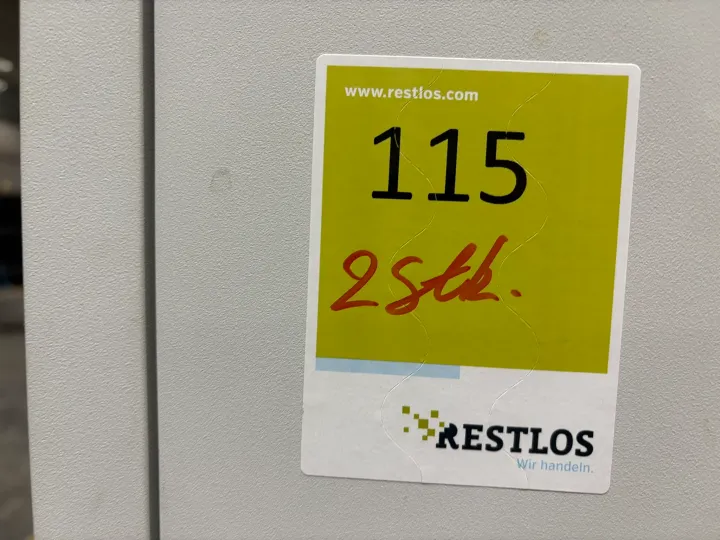 www.restlos.com
115
2 Stk.
RESTLOS
Wir handeln.